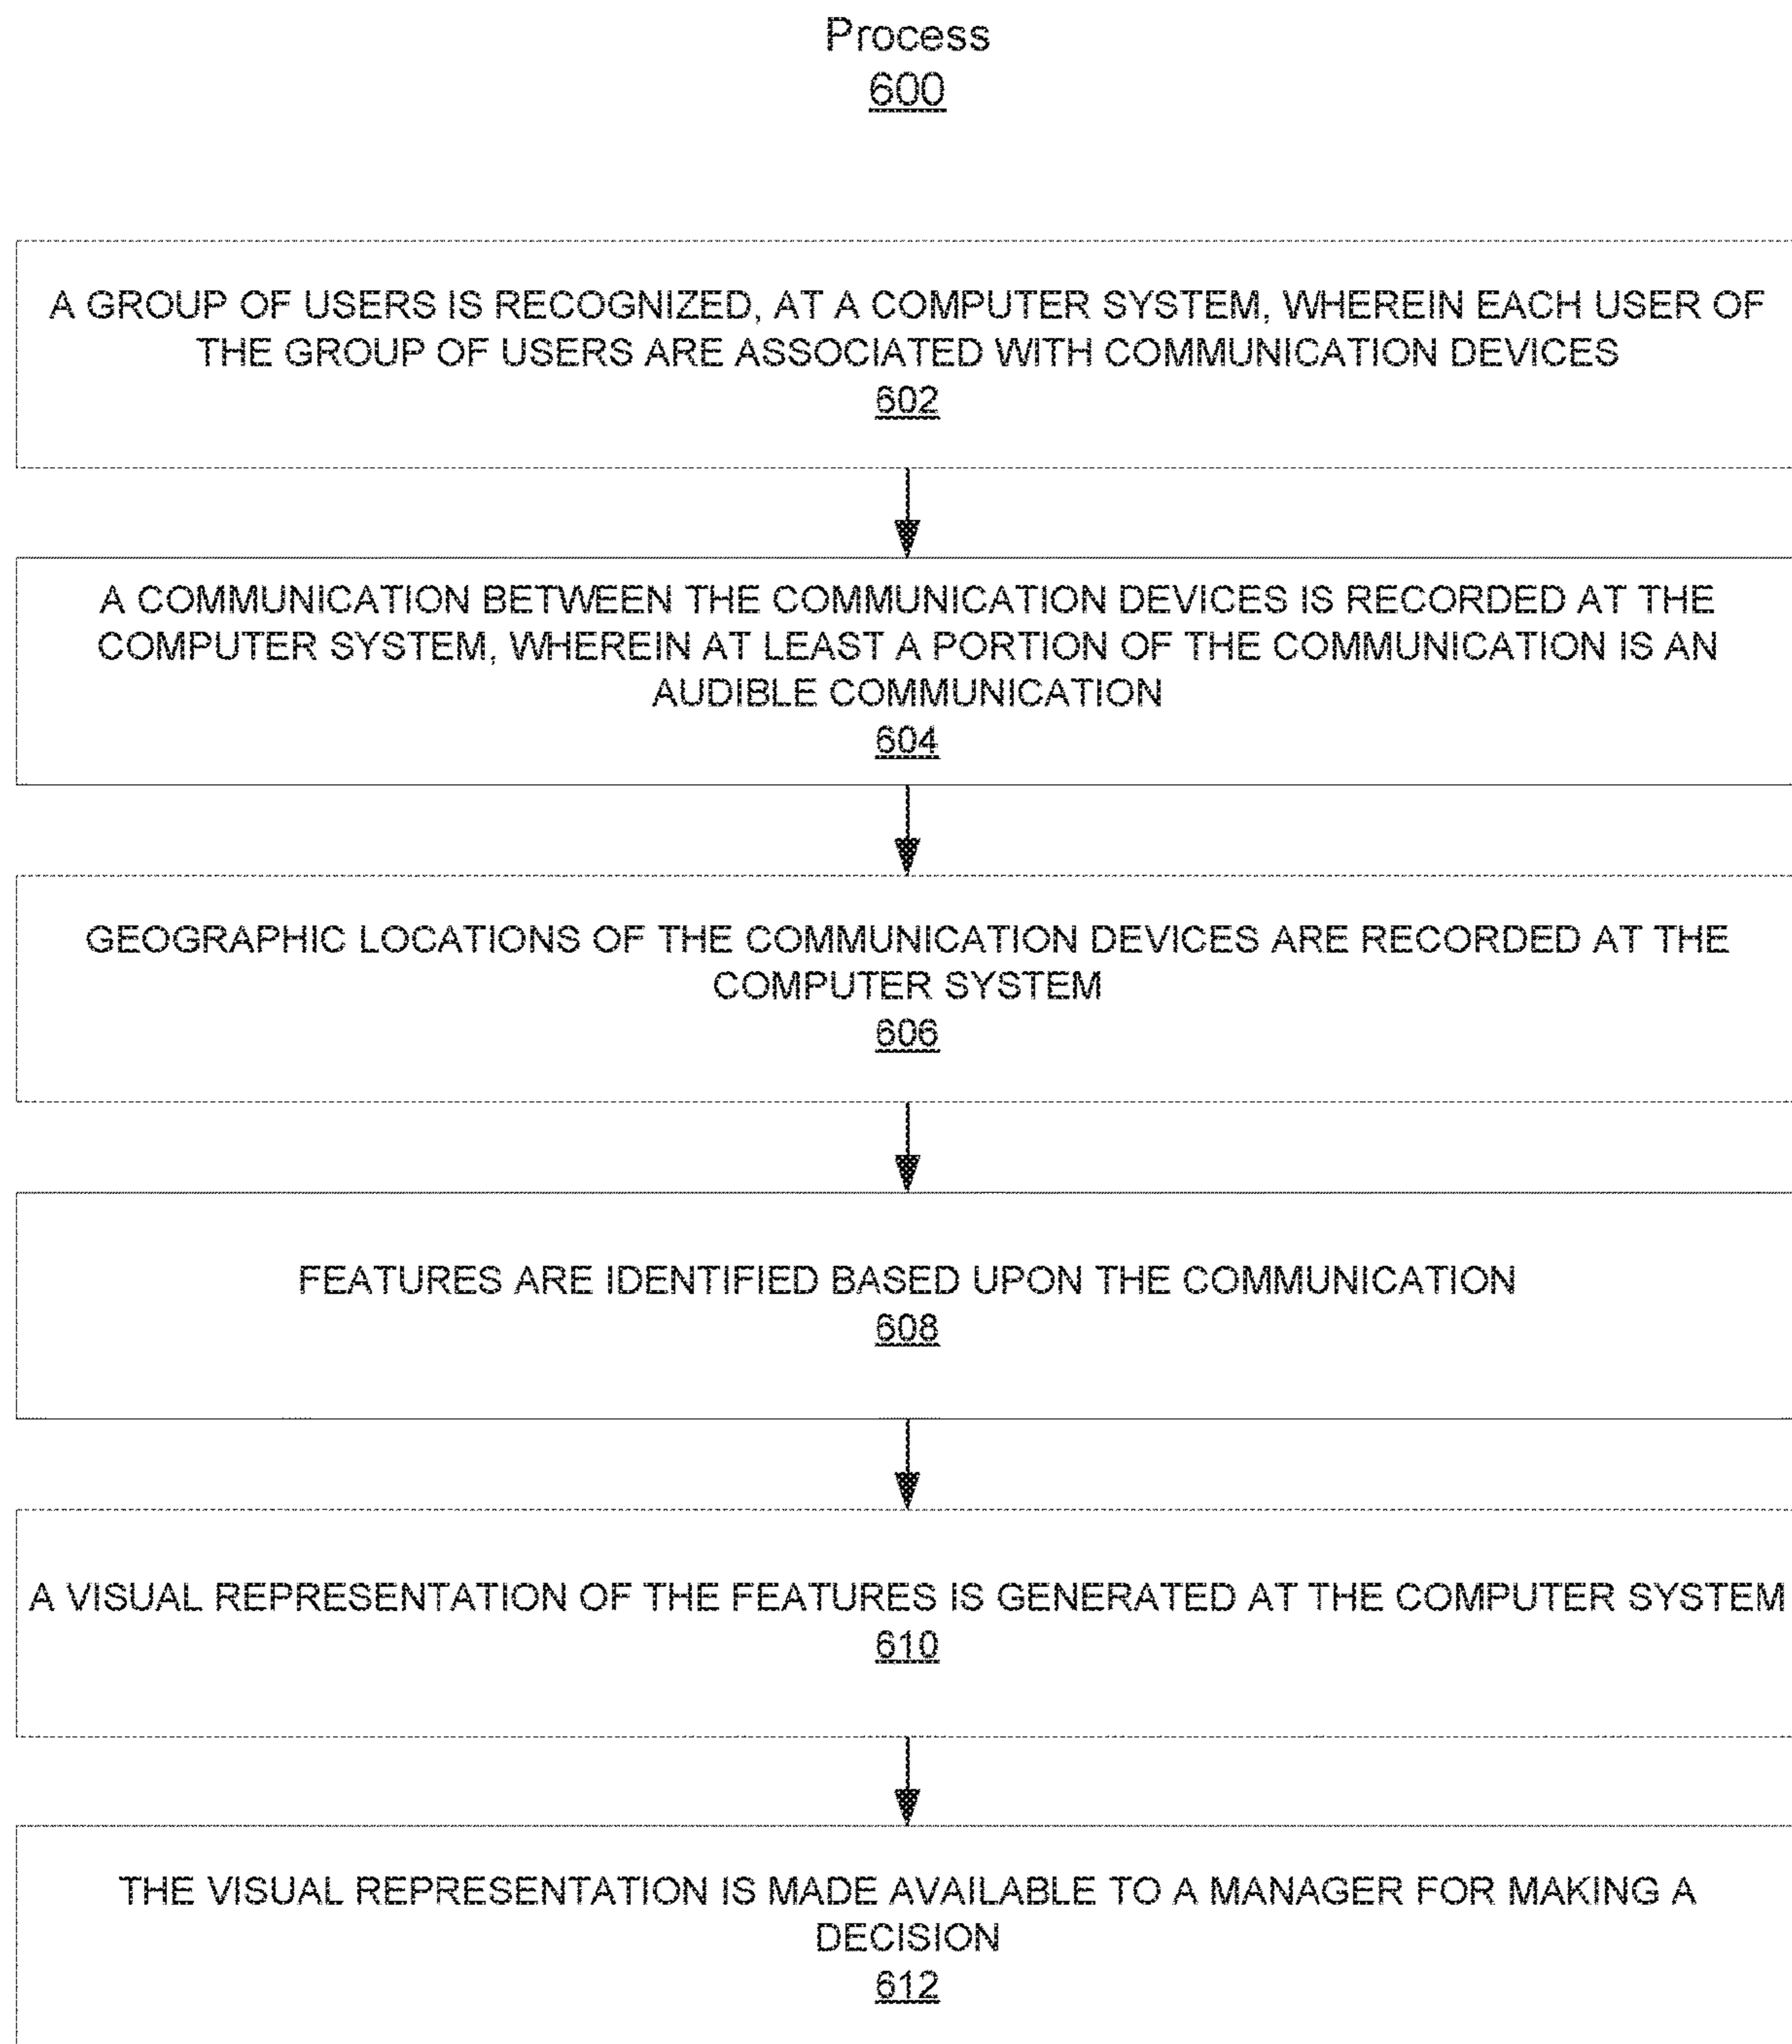 Process
600
A GROUP OF USERS IS RECOGNIZED, AT A COMPUTER SYSTEM, WHEREIN EACH USER OF
THE GROUP OF USERS ARE ASSOCIATED WITH COMMUNICATION DEVICES
602
A COMMUNICATION BETWEEN THE COMMUNICATION DEVICES IS RECORDED AT THE
COMPUTER SYSTEM, WHEREIN AT LEAST A PORTION OF THE COMMUNICATION IS AN
AUDIBLE COMMUNICATION
604
GEOGRAPHIC LOCATIONS OF THE COMMUNICATION DEVICES ARE RECORDED AT THE
COMPUTER SYSTEM
606
FEATURES ARE IDENTIFIED BASED UPON THE COMMUNICATION
608
A VISUAL REPRESENTATION OF THE FEATURES IS GENERATED AT THE COMPUTER SYSTEM
610
THE VISUAL REPRESENTATION IS MADE AVAILABLE TO A MANAGER FOR MAKING A
DECISION
612